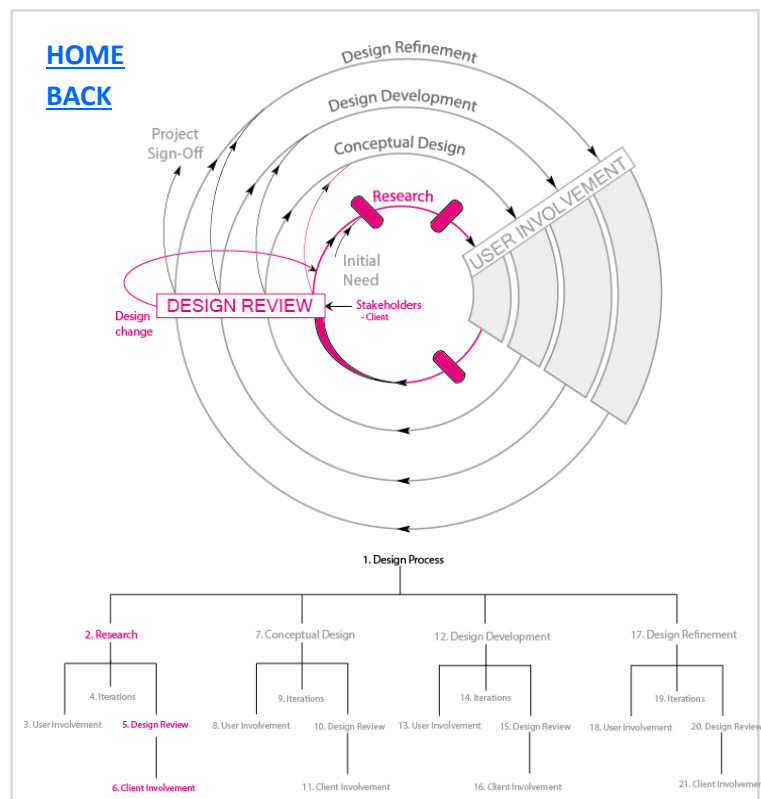 HOME
BACK
Design Refinement
Design Development
Conceptual Design
Project
Sign-Off
Research
USER INVOLVEMENT
Initial
Need
DESIGN REVIEW
Stakeholders
- Client
Design
change
1. Design Process
2. Research
7. Conceptual Design
12. Design Development
17. Design Refinement
4. Iterations
9. Iterations
14. Iterations
19. Iterations
3. User Involvement
5. Design Review
8. User Involvement
10. Design Review
13. User Involvement
15. Design Review
18. User Involvement
20. Design Review
6. Client Involvement
11. Client Involvement
16. Client Involvement
21. Client Involvemen